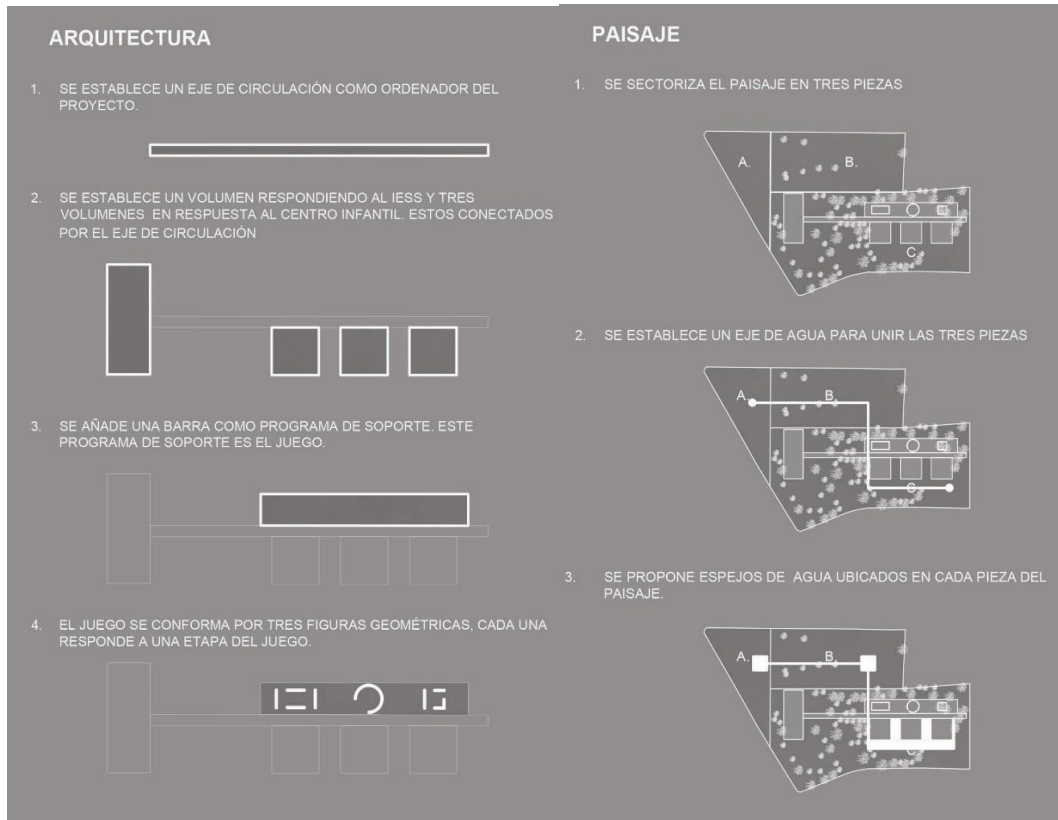 ARQUITECTURA
1. SE ESTABLECE UN EJE DE CIRCULACIÓN COMO ORDENADOR DEL
PROYECTO.
2. SE ESTABLECE UN VOLUMEN RESPONDIENDO AL IESS Y TRES
VOLUMENES EN RESPUESTA AL CENTRO INFANTIL. ESTOS CONECTADOS
POR EL EJE DE CIRCULACIÓN
3. SE AÑADE UNA BARRA COMO PROGRAMA DE SOPORTE. ESTE
PROGRAMA DE SOPORTE ES EL JUEGO.
4. EL JUEGO SE CONFORMA POR TRES FIGURAS GEOMÉTRICAS, CADA UNA
RESPONDE A UNA ETAPA DEL JUEGO.
PAISAJE
1. SE SECTORIZA EL PAISAJE EN TRES PIEZAS
A.
B.
C.
2. SE ESTABLECE UN EJE DE AGUA PARA UNIR LAS TRES PIEZAS
A.
B.
C.
3. SE PROPONE ESPEJOS DE AGUA UBICADOS EN CADA PIEZA DEL
PAISAJE.
A.
B.
C.